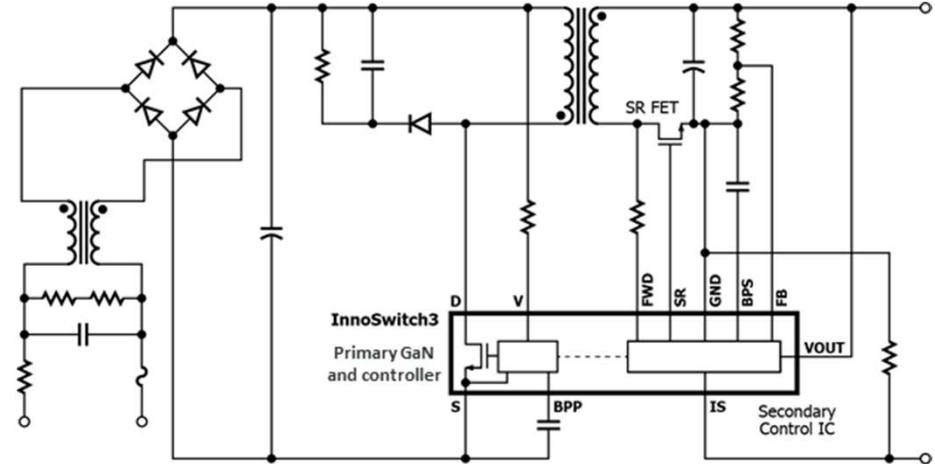 SR FET
D
V
FWD
SR
GND
BPS
FB
InnoSwitch3
Primary GaN
and controller
VOUT
S
BPP
IS
Secondary
Control IC